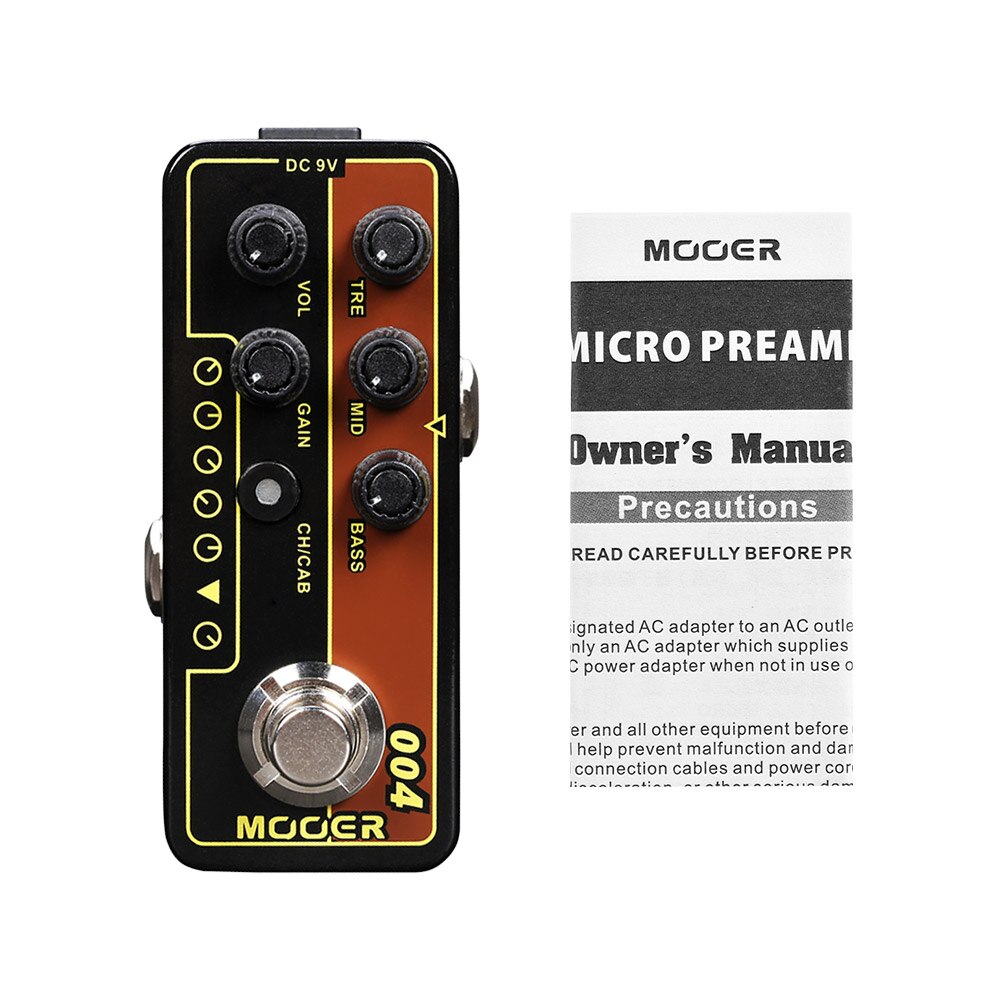 DC 9V
VOL
TRE
GAIN
MID
CH/CAB
BASS
004
MOOER
MOOER
MICRO PREAM
Owner's Manua
Precautions
READ CAREFULLY BEFORE PR
ignated AC adapter to an AC outle
nly an AC adapter which supplies
C power adapter when not in use o
er and all other equipment before
help prevent malfunction and dam
connection cables and power cor